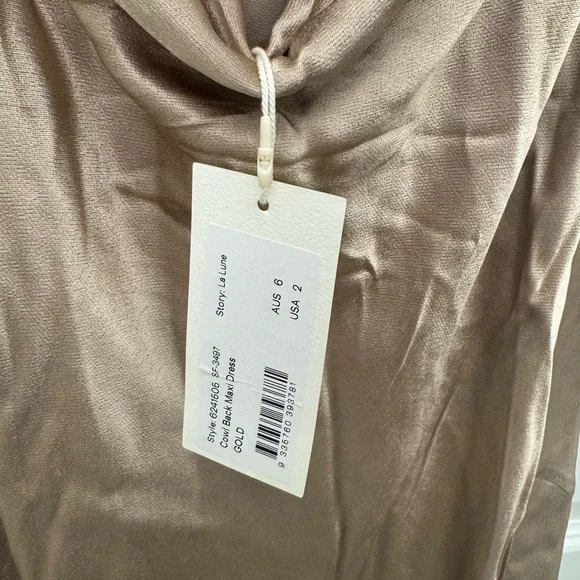 Story: La Lune
AUS 6
USA 2
Style: 6241606 SF-3497
Cowl Back Maxi Dress
GOLD
9 335760 393781